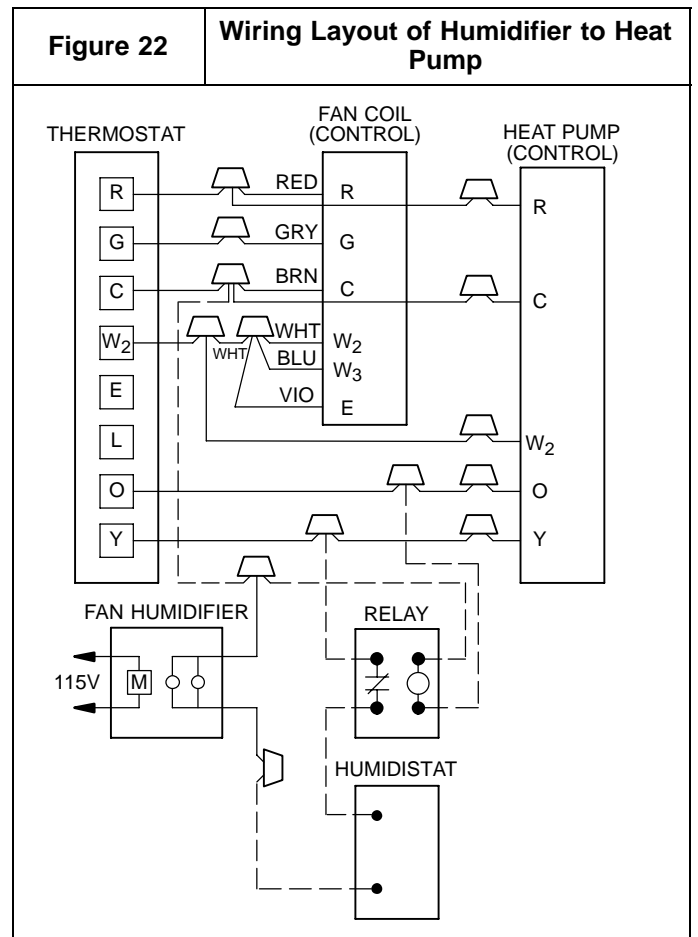 Figure 22
Wiring Layout of Humidifier to Heat
Pump
THERMOSTAT
FAN COIL
(CONTROL)
HEAT PUMP
(CONTROL)
R
RED
R
R
G
GRY
G
C
BRN
C
C
W2
WHT
WHT
W2
BLU
W3
VIO
E
E
W2
L
O
O
Y
Y
FAN HUMIDIFIER
RELAY
115V
M
HUMIDISTAT